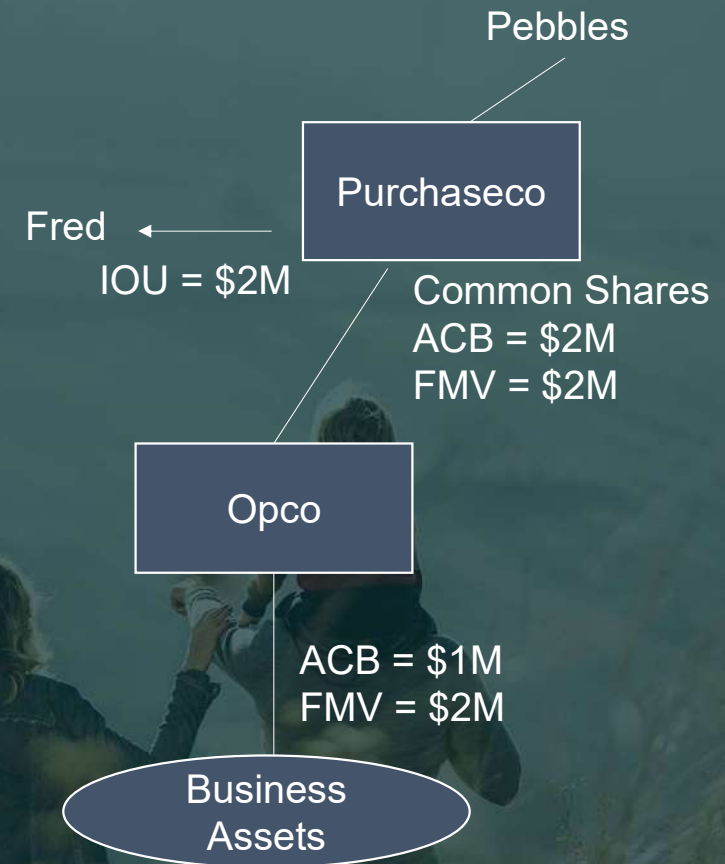 Pebbles
Purchaseco
Fred
IOU = $2M
Common Shares
ACB = $2M
FMV = $2M
Opco
ACB = $1M
FMV = $2M
Business
Assets